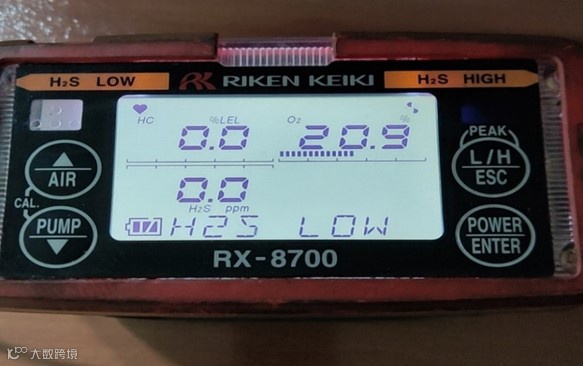 H₂S LOW
RIKEN KEIKI
H₂S HIGH
HC %LEL
0.0
O₂ %
20.9
0.0
H₂S ppm
H2S LOW
▲ AIR
CAL.
PUMP ▼
PEAK
L/H
ESC
POWER
ENTER
RX-8700
大数跨境